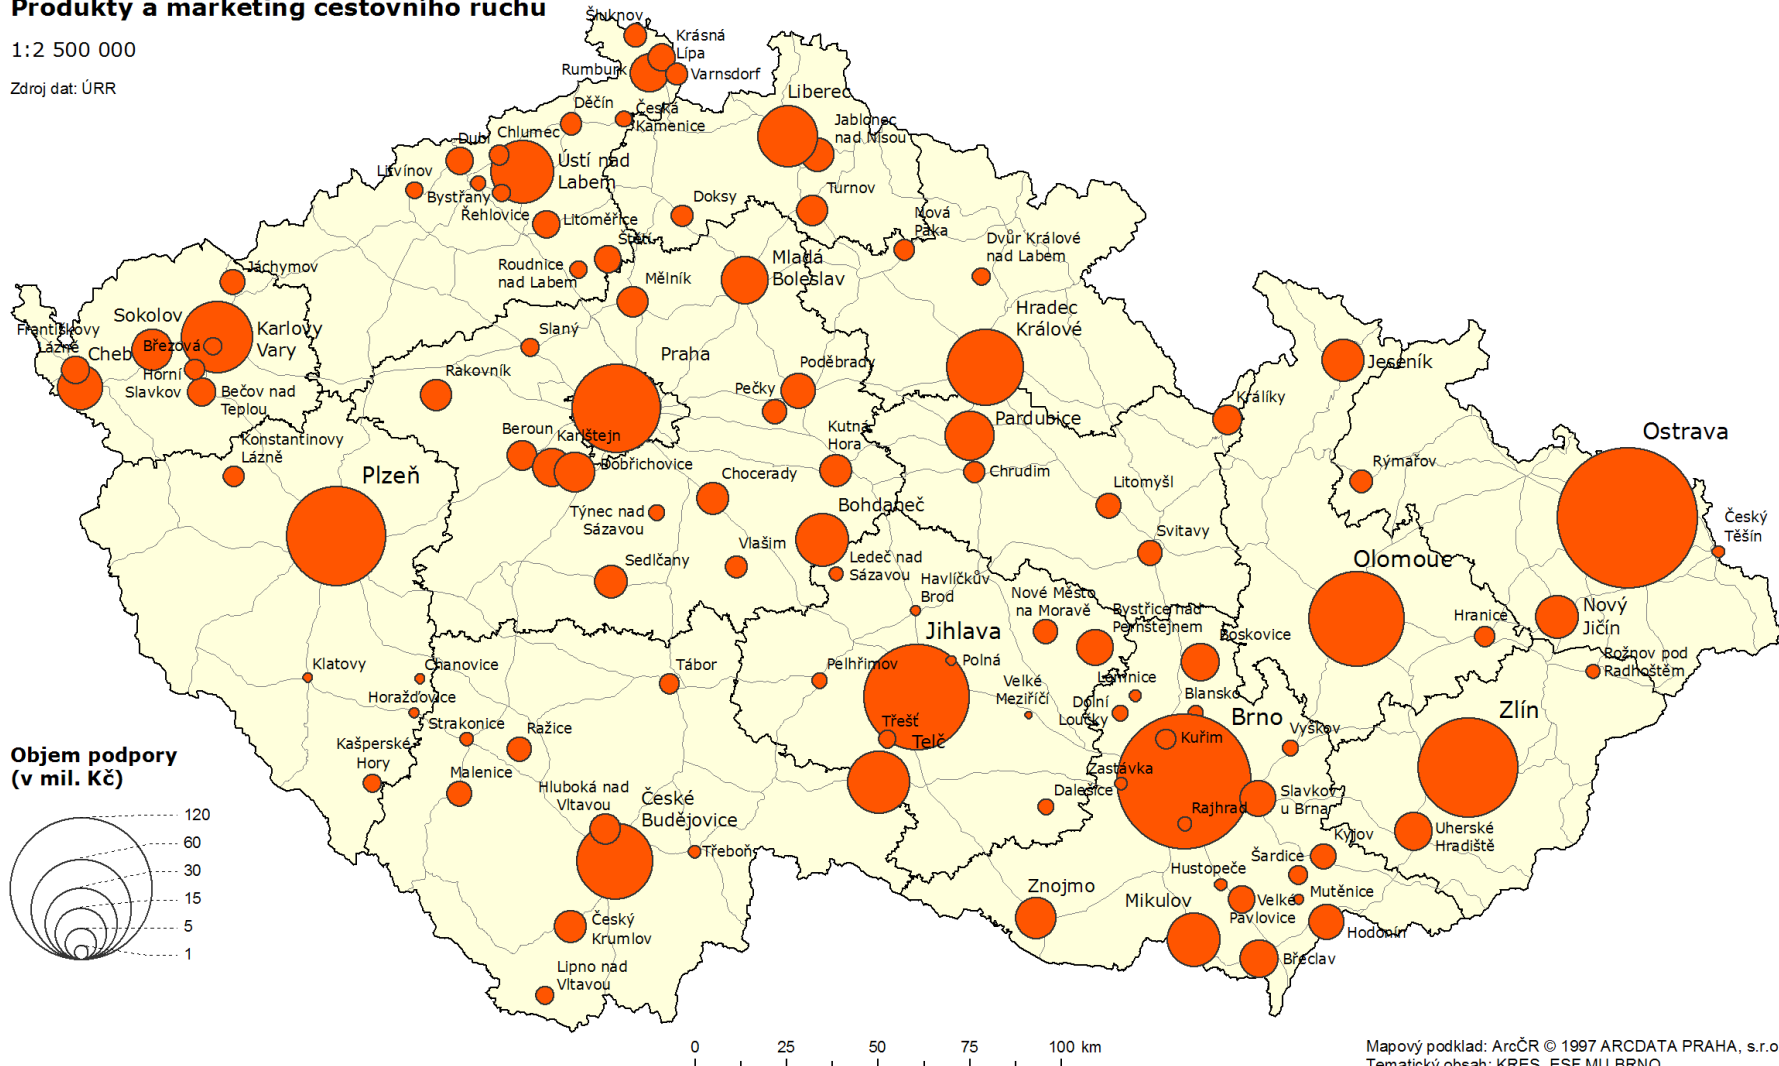 Produkty a marketing cestovního ruchu
1:2 500 000
Zdroj dat: ÚRR
Šluknov
Krásná
Lípa
Rumburk
Varnsdorf
Liberec
Děčín
Česká
Kamenice
Jablonec
nad Nisou
Dubí
Chlumec
Ústí nad
Labem
Litvínov
Bystřany
Řehlovice
Litoměřice
Doksy
Turnov
Nová
Paka
Štětí
Dvůr Králové
nad Labem
Roudnice
nad Labem
Mělník
Mladá
Boleslav
Jáchymov
Sokolov
Karlovy
Vary
Františkovy
Lázně
Cheb
Březová
Horní
Slavkov
Bečov nad
Teplou
Slaný
Praha
Hradec
Králové
Rakovník
Pečky
Poděbrady
Jeseník
Králíky
Konstantinovy
Lázně
Plzeň
Beroun
Karlštejn
Dobřichovice
Kutná
Hora
Pardubice
Chrudim
Ostrava
Rýmařov
Chocerady
Litomyšl
Bohdaneč
Týnec nad
Sázavou
Svitavy
Český
Těšín
Vlašim
Sedlčany
Ledeč nad
Sázavou
Olomouc
Havlíčkův
Brod
Nové Město
na Moravě
Bystřice nad
Pernštejnem
Boskovice
Hranice
Nový
Jičín
Jihlava
Polná
Rožnov pod
Radhoštěm
Klatovy
Chanovice
Tábor
Pelhřimov
Velké
Meziříčí
Lomnice
Horažďovice
Dolní
Loučky
Blansko
Brno
Zlín
Strakonice
Ražice
Třešť
Telč
Kuřim
Vyškov
Kašperské
Hory
Malenice
Hluboká nad
Vltavou
České
Budějovice
Zastávka
Dalešice
Rajhrad
Slavkov
u Brna
Uherské
Hradiště
Třeboň
Kyjov
Šardice
Hustopeče
Mutěnice
Velké
Pavlovice
Znojmo
Mikulov
Hodonín
Břeclav
Český
Krumlov
Lipno nad
Vltavou
Objem podpory
(v mil. Kč)
120
60
30
15
5
1
0 25 50 75 100 km
Mapový podklad: ArcČR © 1997 ARCDATA PRAHA, s.r.o
Tematický obsah: KRES, ESF MU BRNO